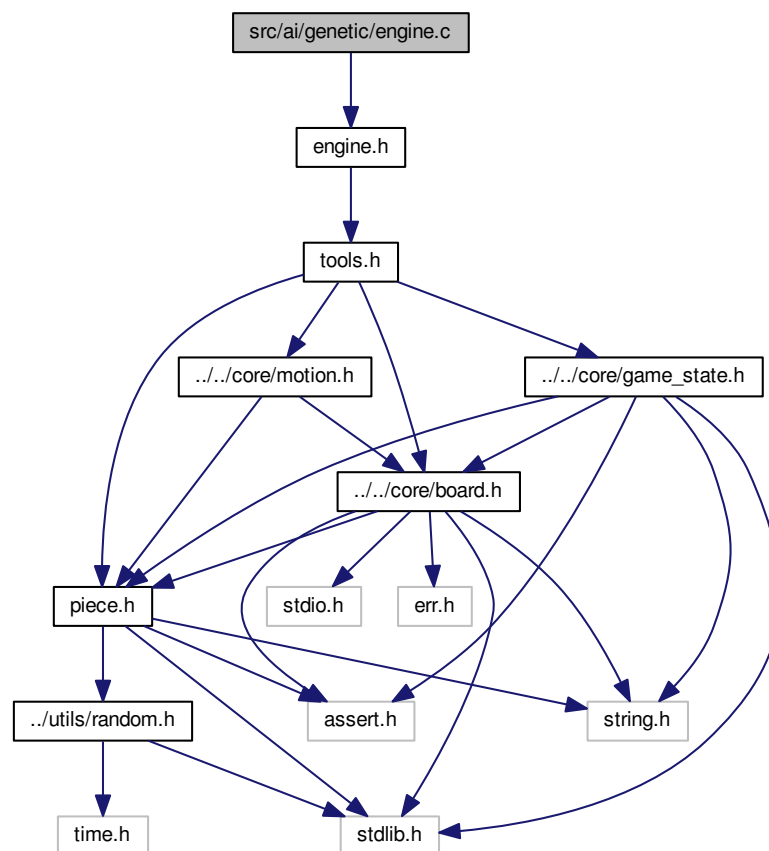 src/ai/genetic/engine.c
engine.h
tools.h
../../core/motion.h
../../core/game_state.h
../../core/board.h
piece.h
stdio.h
err.h
../utils/random.h
assert.h
string.h
time.h
stdlib.h